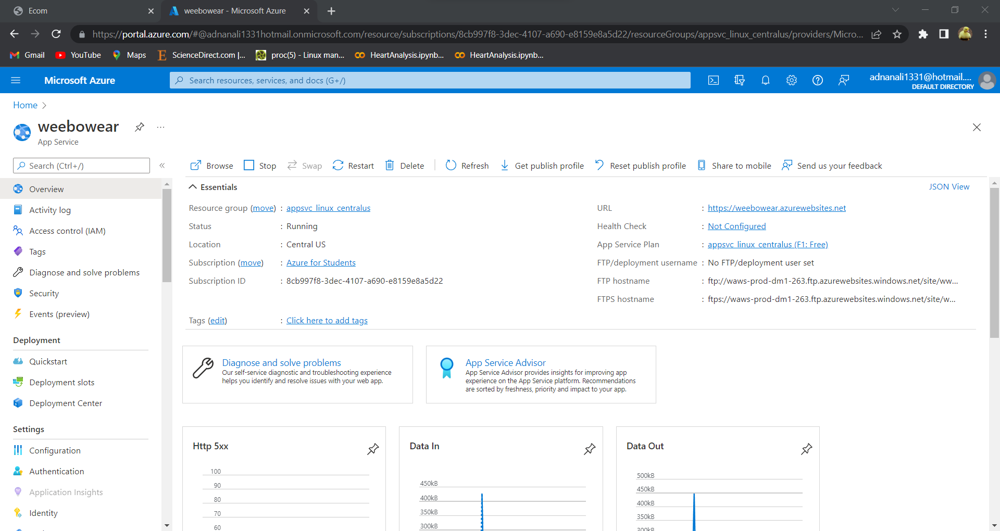 Ecom
weebowear - Microsoft Azure
https://portal.azure.com/#@adnanali1331hotmail.onmicrosoft.com/resource/subscriptions/8cb997f8-3dec-4107-a690-e8159e8a5d22/resourceGroups/appsvc_linux_centralus/providers/Micro...
Gmail
YouTube
Maps
ScienceDirect.com |...
proc(5) - Linux man...
HeartAnalysis.ipynb...
HeartAnalysis.ipynb...
Microsoft Azure
Search resources, services, and docs (G+/)
adnanali1331@hotmail....
DEFAULT DIRECTORY
Home
weebowear
App Service
Search (Ctrl+/)
Overview
Activity log
Access control (IAM)
Tags
Diagnose and solve problems
Security
Events (preview)
Deployment
Quickstart
Deployment slots
Deployment Center
Settings
Configuration
Authentication
Application Insights
Identity
Browse
Stop
Swap
Restart
Delete
Refresh
Get publish profile
Reset publish profile
Share to mobile
Send us your feedback
Essentials
JSON View
Resource group (move) : appsvc_linux_centralus
Status : Running
Location : Central US
Subscription (move) : Azure for Students
Subscription ID : 8cb997f8-3dec-4107-a690-e8159e8a5d22
Tags (edit) : Click here to add tags
URL : https://weebowear.azurewebsites.net
Health Check : Not Configured
App Service Plan : appsvc_linux_centralus (F1: Free)
FTP/deployment username : No FTP/deployment user set
FTP hostname : ftp://waws-prod-dm1-263.ftp.azurewebsites.windows.net/site/ww...
FTPS hostname : ftps://waws-prod-dm1-263.ftp.azurewebsites.windows.net/site/w...
Diagnose and solve problems
Our self-service diagnostic and troubleshooting experience
helps you identify and resolve issues with your web app.
App Service Advisor
App Service Advisor provides insights for improving app
experience on the App Service platform. Recommendations
are sorted by freshness, priority and impact to your app.
Http 5xx
100
90
80
70
60
Data In
450kB
400kB
350kB
300kB
Data Out
500kB
450kB
400kB
350kB
300kB